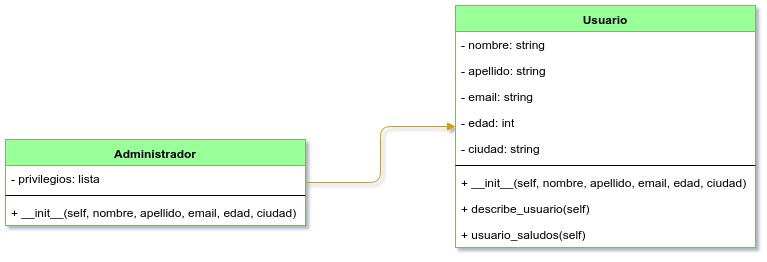 Usuario
- nombre: string
- apellido: string
- email: string
- edad: int
- ciudad: string
+ __init__(self, nombre, apellido, email, edad, ciudad)
+ describe_usuario(self)
+ usuario_saludos(self)
Administrador
- privilegios: lista
+ __init__(self, nombre, apellido, email, edad, ciudad)